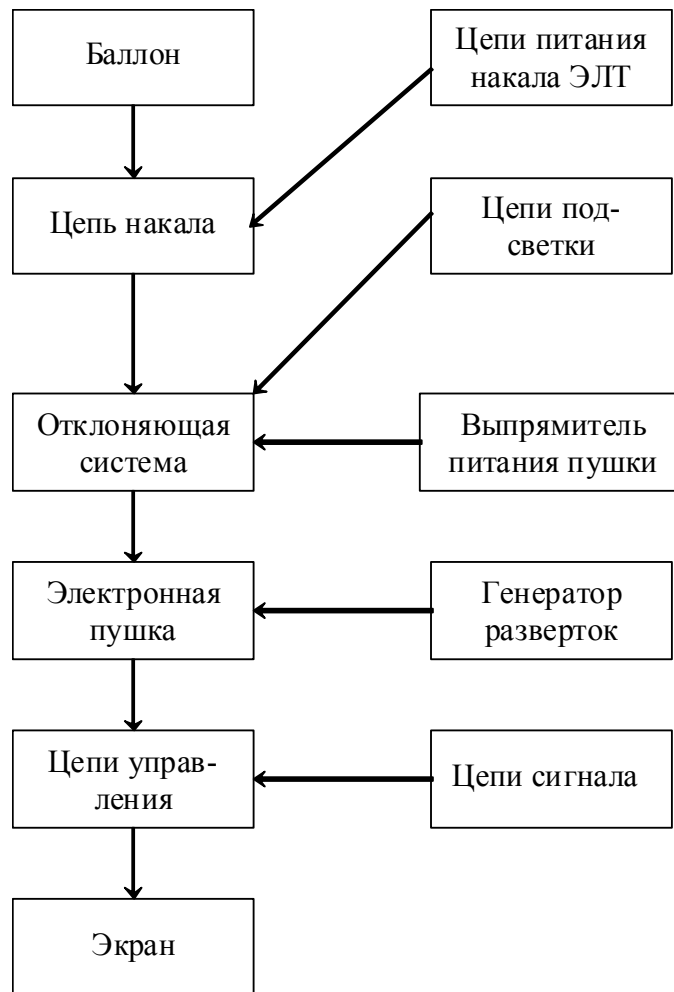 Баллон
Цепи питания
накала ЭЛТ
Цепь накала
Цепи под-
светки
Отклоняющая
система
Выпрямитель
питания пушки
Электронная
пушка
Генератор
разверток
Цепи управ-
ления
Цепи сигнала
Экран